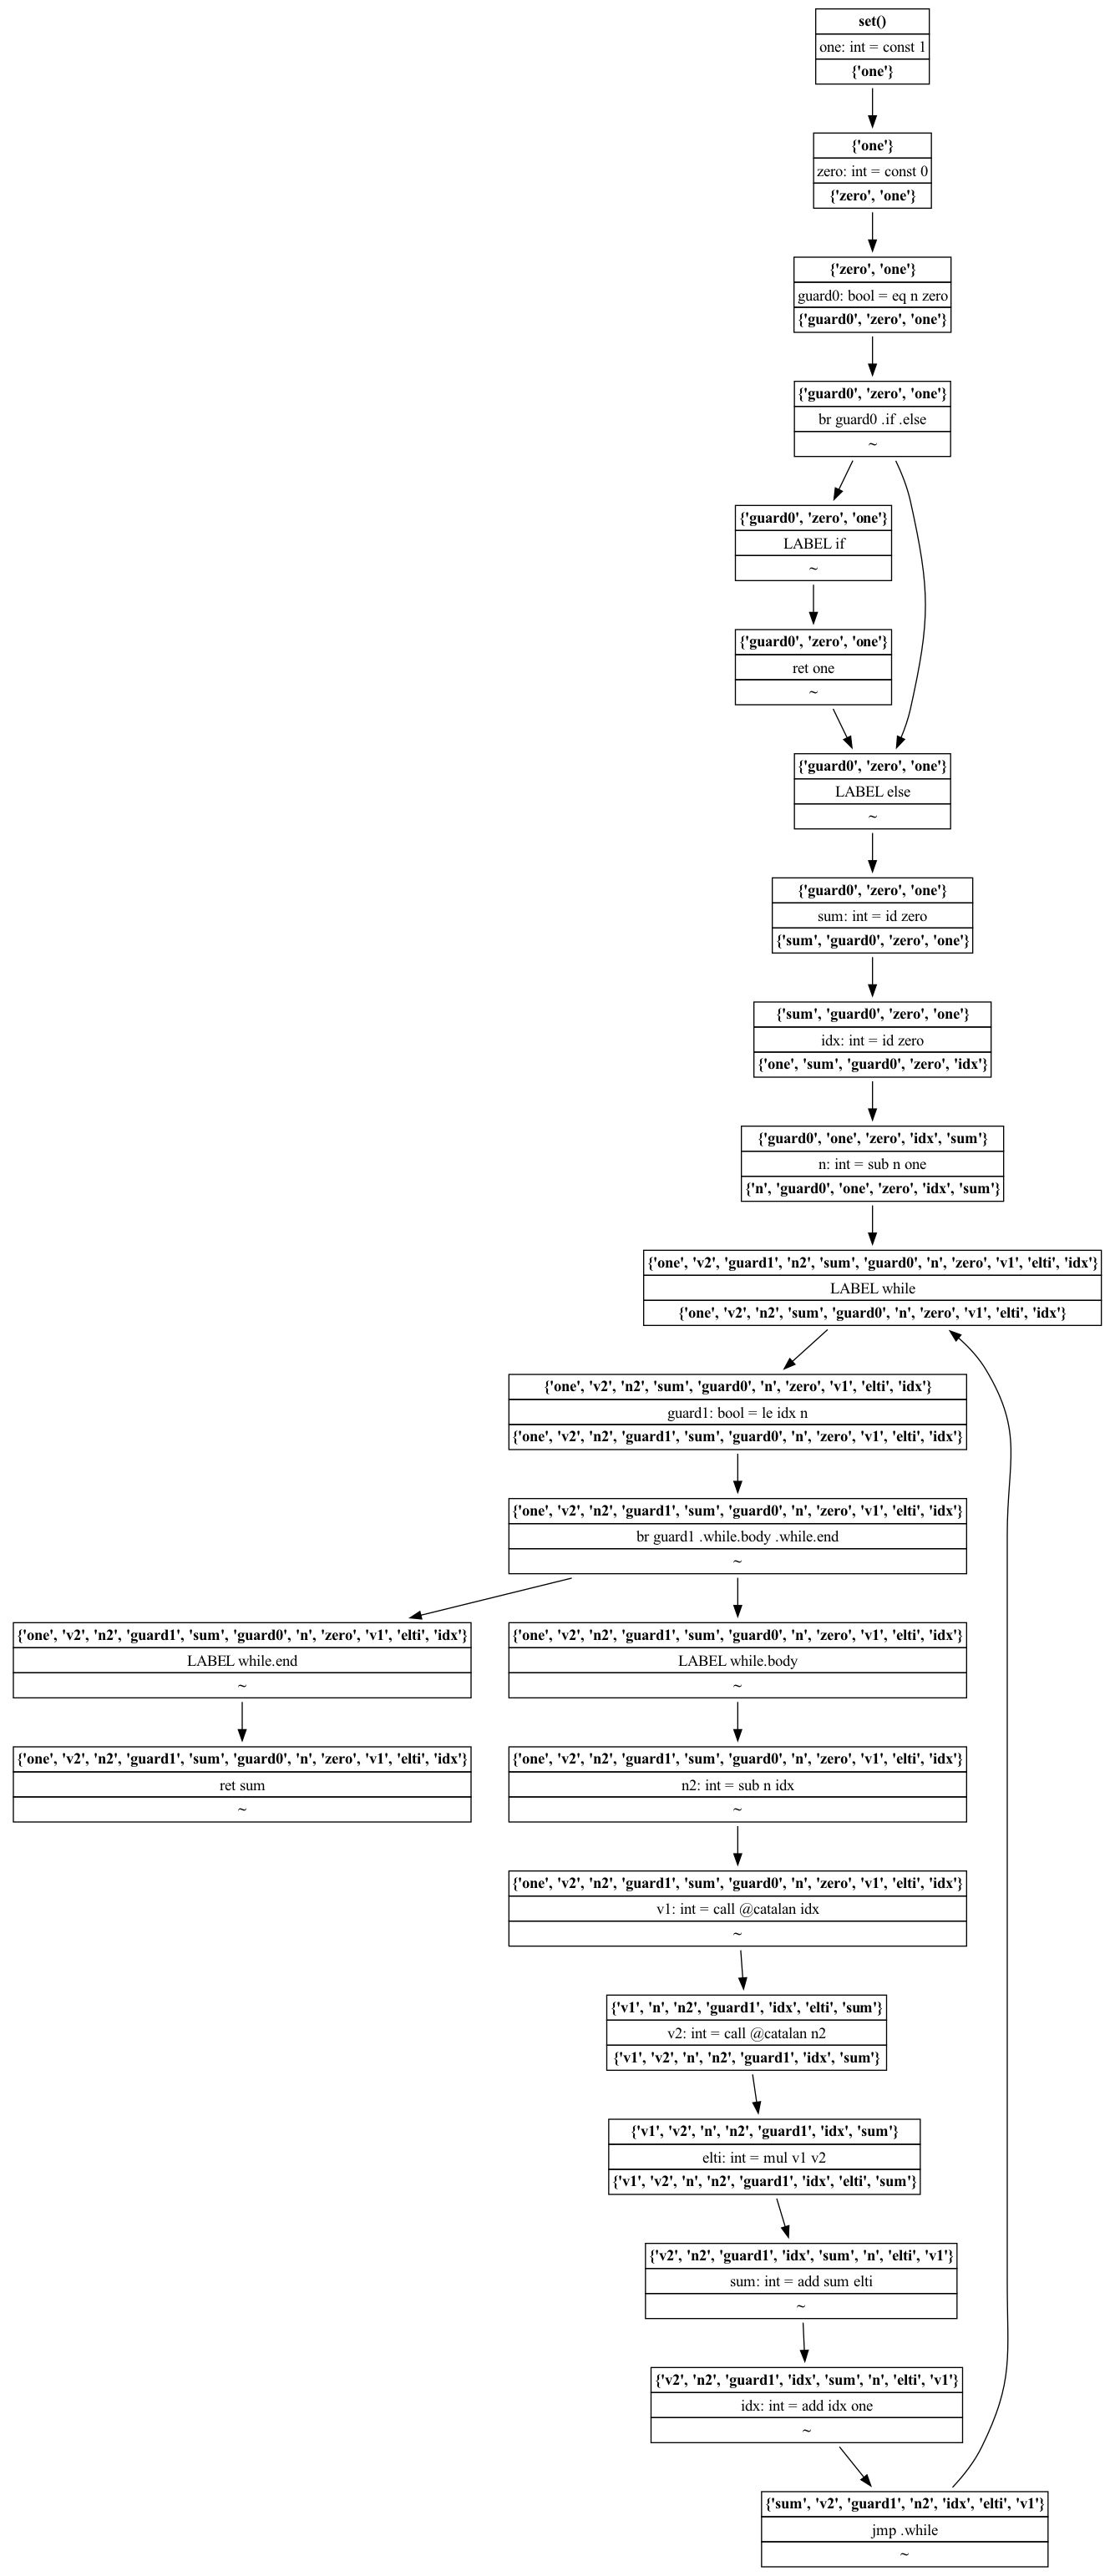 set()
one: int = const 1
{'one'}
{'one'}
zero: int = const 0
{'zero', 'one'}
{'zero', 'one'}
guard0: bool = eq n zero
{'guard0', 'zero', 'one'}
{'guard0', 'zero', 'one'}
br guard0 .if .else
~
{'guard0', 'zero', 'one'}
LABEL if
~
{'guard0', 'zero', 'one'}
ret one
~
{'guard0', 'zero', 'one'}
LABEL else
~
{'guard0', 'zero', 'one'}
sum: int = id zero
{'sum', 'guard0', 'zero', 'one'}
{'sum', 'guard0', 'zero', 'one'}
idx: int = id zero
{'one', 'sum', 'guard0', 'zero', 'idx'}
{'guard0', 'one', 'zero', 'idx', 'sum'}
n: int = sub n one
{'n', 'guard0', 'one', 'zero', 'idx', 'sum'}
{'one', 'v2', 'guard1', 'n2', 'sum', 'guard0', 'n', 'zero', 'v1', 'elti', 'idx'}
LABEL while
{'one', 'v2', 'n2', 'sum', 'guard0', 'n', 'zero', 'v1', 'elti', 'idx'}
{'one', 'v2', 'n2', 'sum', 'guard0', 'n', 'zero', 'v1', 'elti', 'idx'}
guard1: bool = le idx n
{'one', 'v2', 'n2', 'guard1', 'sum', 'guard0', 'n', 'zero', 'v1', 'elti', 'idx'}
{'one', 'v2', 'n2', 'guard1', 'sum', 'guard0', 'n', 'zero', 'v1', 'elti', 'idx'}
br guard1 .while.body .while.end
~
{'one', 'v2', 'n2', 'guard1', 'sum', 'guard0', 'n', 'zero', 'v1', 'elti', 'idx'}
LABEL while.end
~
{'one', 'v2', 'n2', 'guard1', 'sum', 'guard0', 'n', 'zero', 'v1', 'elti', 'idx'}
ret sum
~
{'one', 'v2', 'n2', 'guard1', 'sum', 'guard0', 'n', 'zero', 'v1', 'elti', 'idx'}
LABEL while.body
~
{'one', 'v2', 'n2', 'guard1', 'sum', 'guard0', 'n', 'zero', 'v1', 'elti', 'idx'}
n2: int = sub n idx
~
{'one', 'v2', 'n2', 'guard1', 'sum', 'guard0', 'n', 'zero', 'v1', 'elti', 'idx'}
v1: int = call @catalan idx
~
{'v1', 'n', 'n2', 'guard1', 'idx', 'elti', 'sum'}
v2: int = call @catalan n2
{'v1', 'v2', 'n', 'n2', 'guard1', 'idx', 'sum'}
{'v1', 'v2', 'n', 'n2', 'guard1', 'idx', 'sum'}
elti: int = mul v1 v2
{'v1', 'v2', 'n', 'n2', 'guard1', 'idx', 'elti', 'sum'}
{'v2', 'n2', 'guard1', 'idx', 'sum', 'n', 'elti', 'v1'}
sum: int = add sum elti
~
{'v2', 'n2', 'guard1', 'idx', 'sum', 'n', 'elti', 'v1'}
idx: int = add idx one
~
{'sum', 'v2', 'guard1', 'n2', 'idx', 'elti', 'v1'}
jmp .while
~